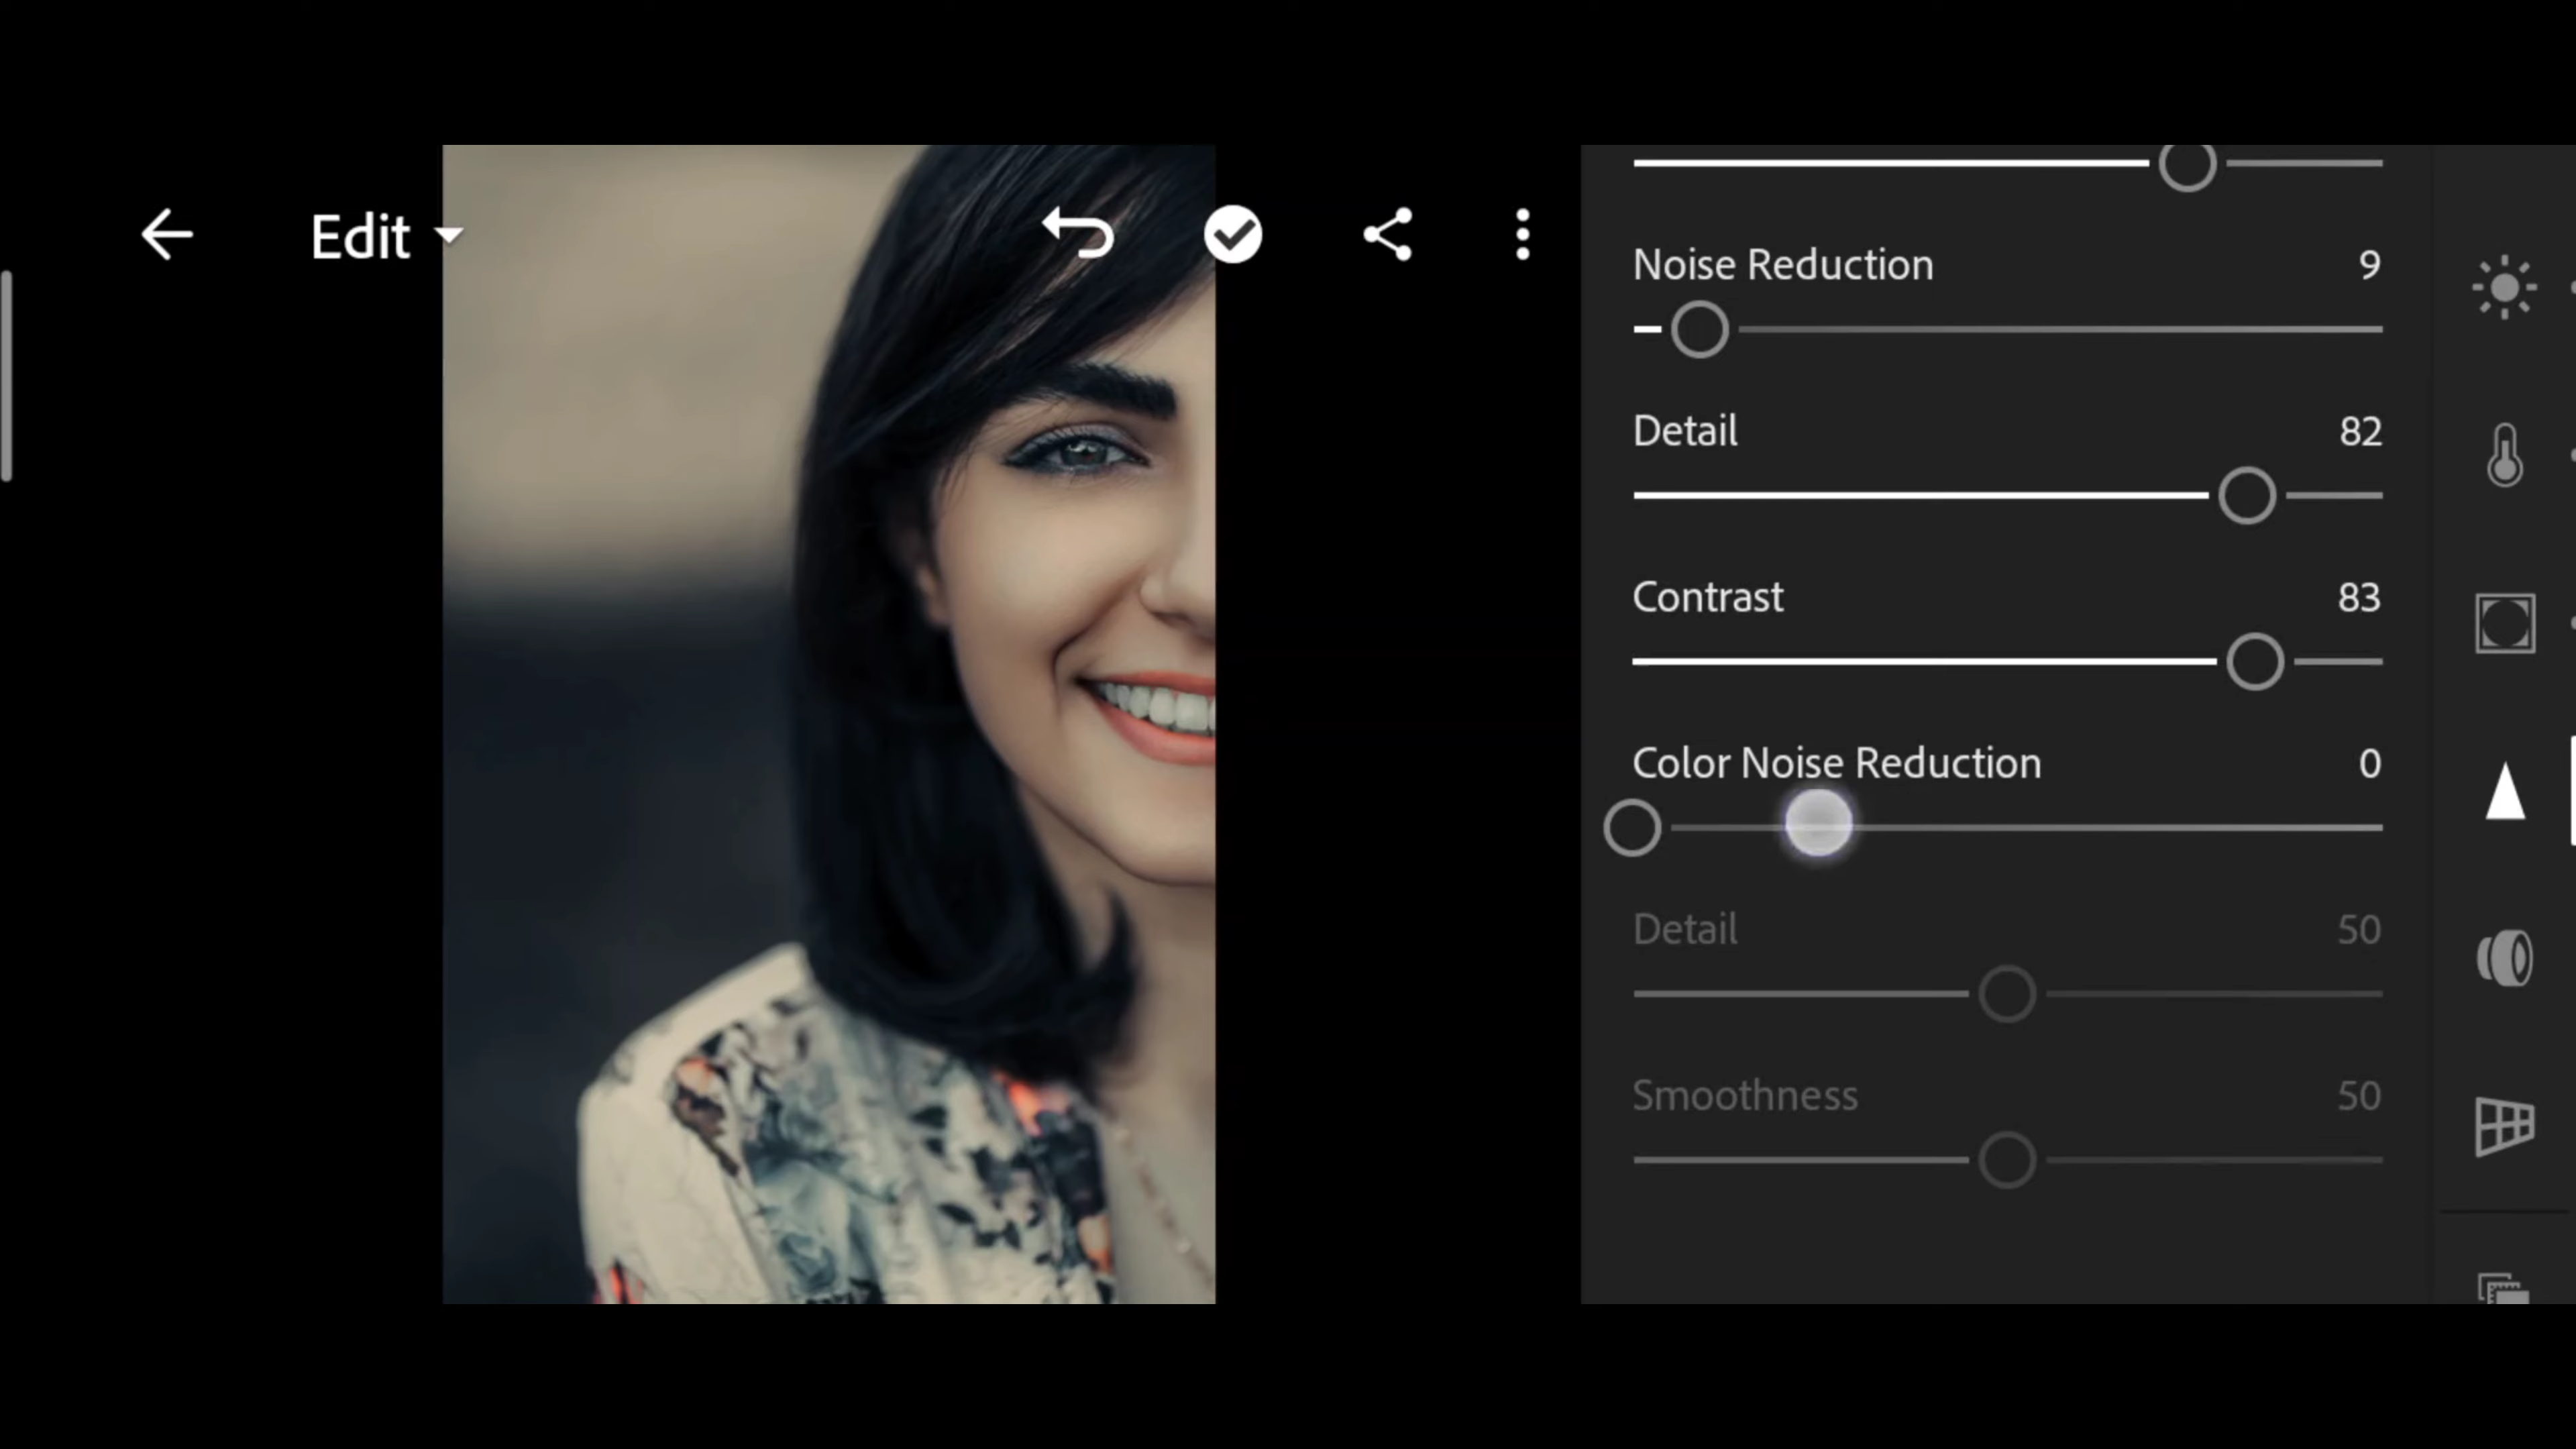 Edit
Noise Reduction 9
Detail 82
Contrast 83
Color Noise Reduction 0
Detail 50
Smoothness 50